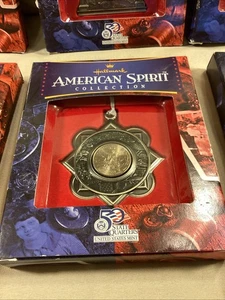 Hallmark
AMERICAN SPIRIT
COLLECTION
50
STATE
QUARTERS
UNITED STATES MINT